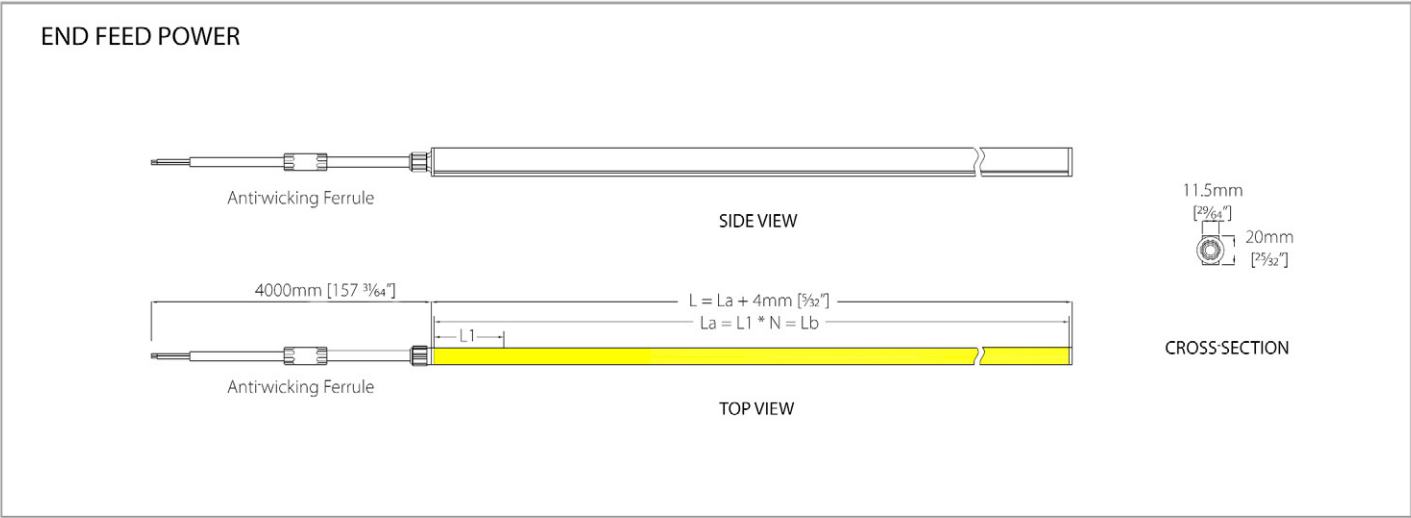 END FEED POWER
Anti-wicking Ferrule
SIDE VIEW
11.5mm
[29⁄64"]
20mm
[25⁄32"]
4000mm [157 31⁄64"]
L = La + 4mm [5⁄32"]
La = L1 * N = Lb
L1
Anti-wicking Ferrule
TOP VIEW
CROSS-SECTION